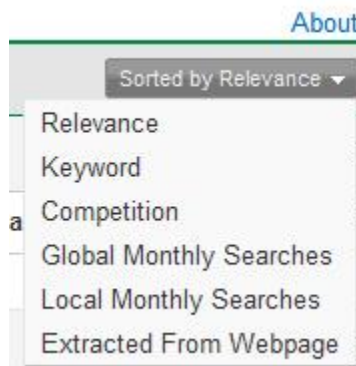 About
Sorted by Relevance
Relevance
Keyword
Competition
a
Global Monthly Searches
Local Monthly Searches
Extracted From Webpage